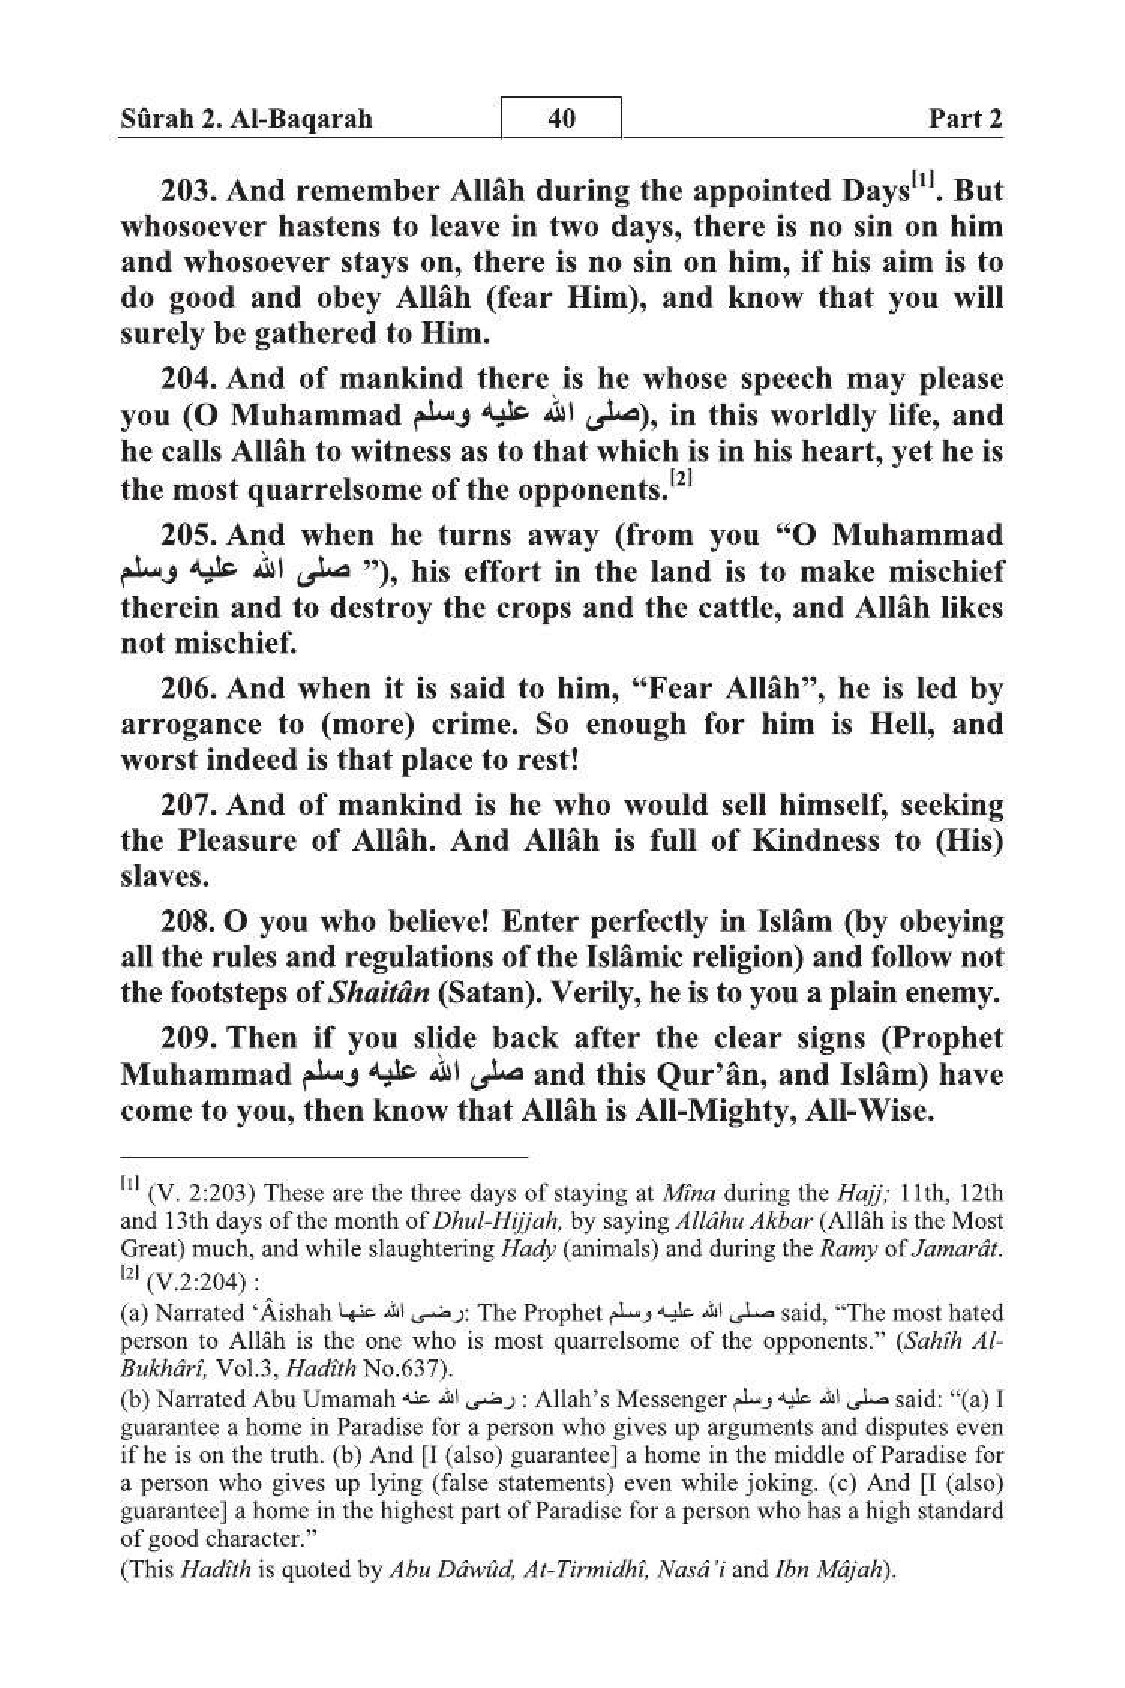 Sûrah 2. Al-Baqarah 40 Part 2
203. And remember Allâh during the appointed Days[1]. But
whosoever hastens to leave in two days, there is no sin on him
and whosoever stays on, there is no sin on him, if his aim is to
do good and obey Allâh (fear Him), and know that you will
surely be gathered to Him.
204. And of mankind there is he whose speech may please
you (O Muhammad صلى الله عليه وسلم), in this worldly life, and
he calls Allâh to witness as to that which is in his heart, yet he is
the most quarrelsome of the opponents.[2]
205. And when he turns away (from you “O Muhammad
صلى الله عليه وسلم ”), his effort in the land is to make mischief
therein and to destroy the crops and the cattle, and Allâh likes
not mischief.
206. And when it is said to him, “Fear Allâh”, he is led by
arrogance to (more) crime. So enough for him is Hell, and
worst indeed is that place to rest!
207. And of mankind is he who would sell himself, seeking
the Pleasure of Allâh. And Allâh is full of Kindness to (His)
slaves.
208. O you who believe! Enter perfectly in Islâm (by obeying
all the rules and regulations of the Islâmic religion) and follow not
the footsteps of Shaitân (Satan). Verily, he is to you a plain enemy.
209. Then if you slide back after the clear signs (Prophet
Muhammad صلى الله عليه وسلم and this Qur’ân, and Islâm) have
come to you, then know that Allâh is All-Mighty, All-Wise.
[1] (V. 2:203) These are the three days of staying at Mîna during the Hajj; 11th, 12th
and 13th days of the month of Dhul-Hijjah, by saying Allâhu Akbar (Allâh is the Most
Great) much, and while slaughtering Hady (animals) and during the Ramy of Jamarât.
[2] (V.2:204) :
(a) Narrated ‘Âishah رضى الله عنها: The Prophet صلى الله عليه وسلم said, “The most hated
person to Allâh is the one who is most quarrelsome of the opponents.” (Sahîh Al-
Bukhârî, Vol.3, Hadîth No.637).
(b) Narrated Abu Umamah رضى الله عنه : Allah’s Messenger صلى الله عليه وسلم said: “(a) I
guarantee a home in Paradise for a person who gives up arguments and disputes even
if he is on the truth. (b) And [I (also) guarantee] a home in the middle of Paradise for
a person who gives up lying (false statements) even while joking. (c) And [I (also)
guarantee] a home in the highest part of Paradise for a person who has a high standard
of good character.”
(This Hadîth is quoted by Abu Dâwûd, At-Tirmidhî, Nasâ’i and Ibn Mâjah).